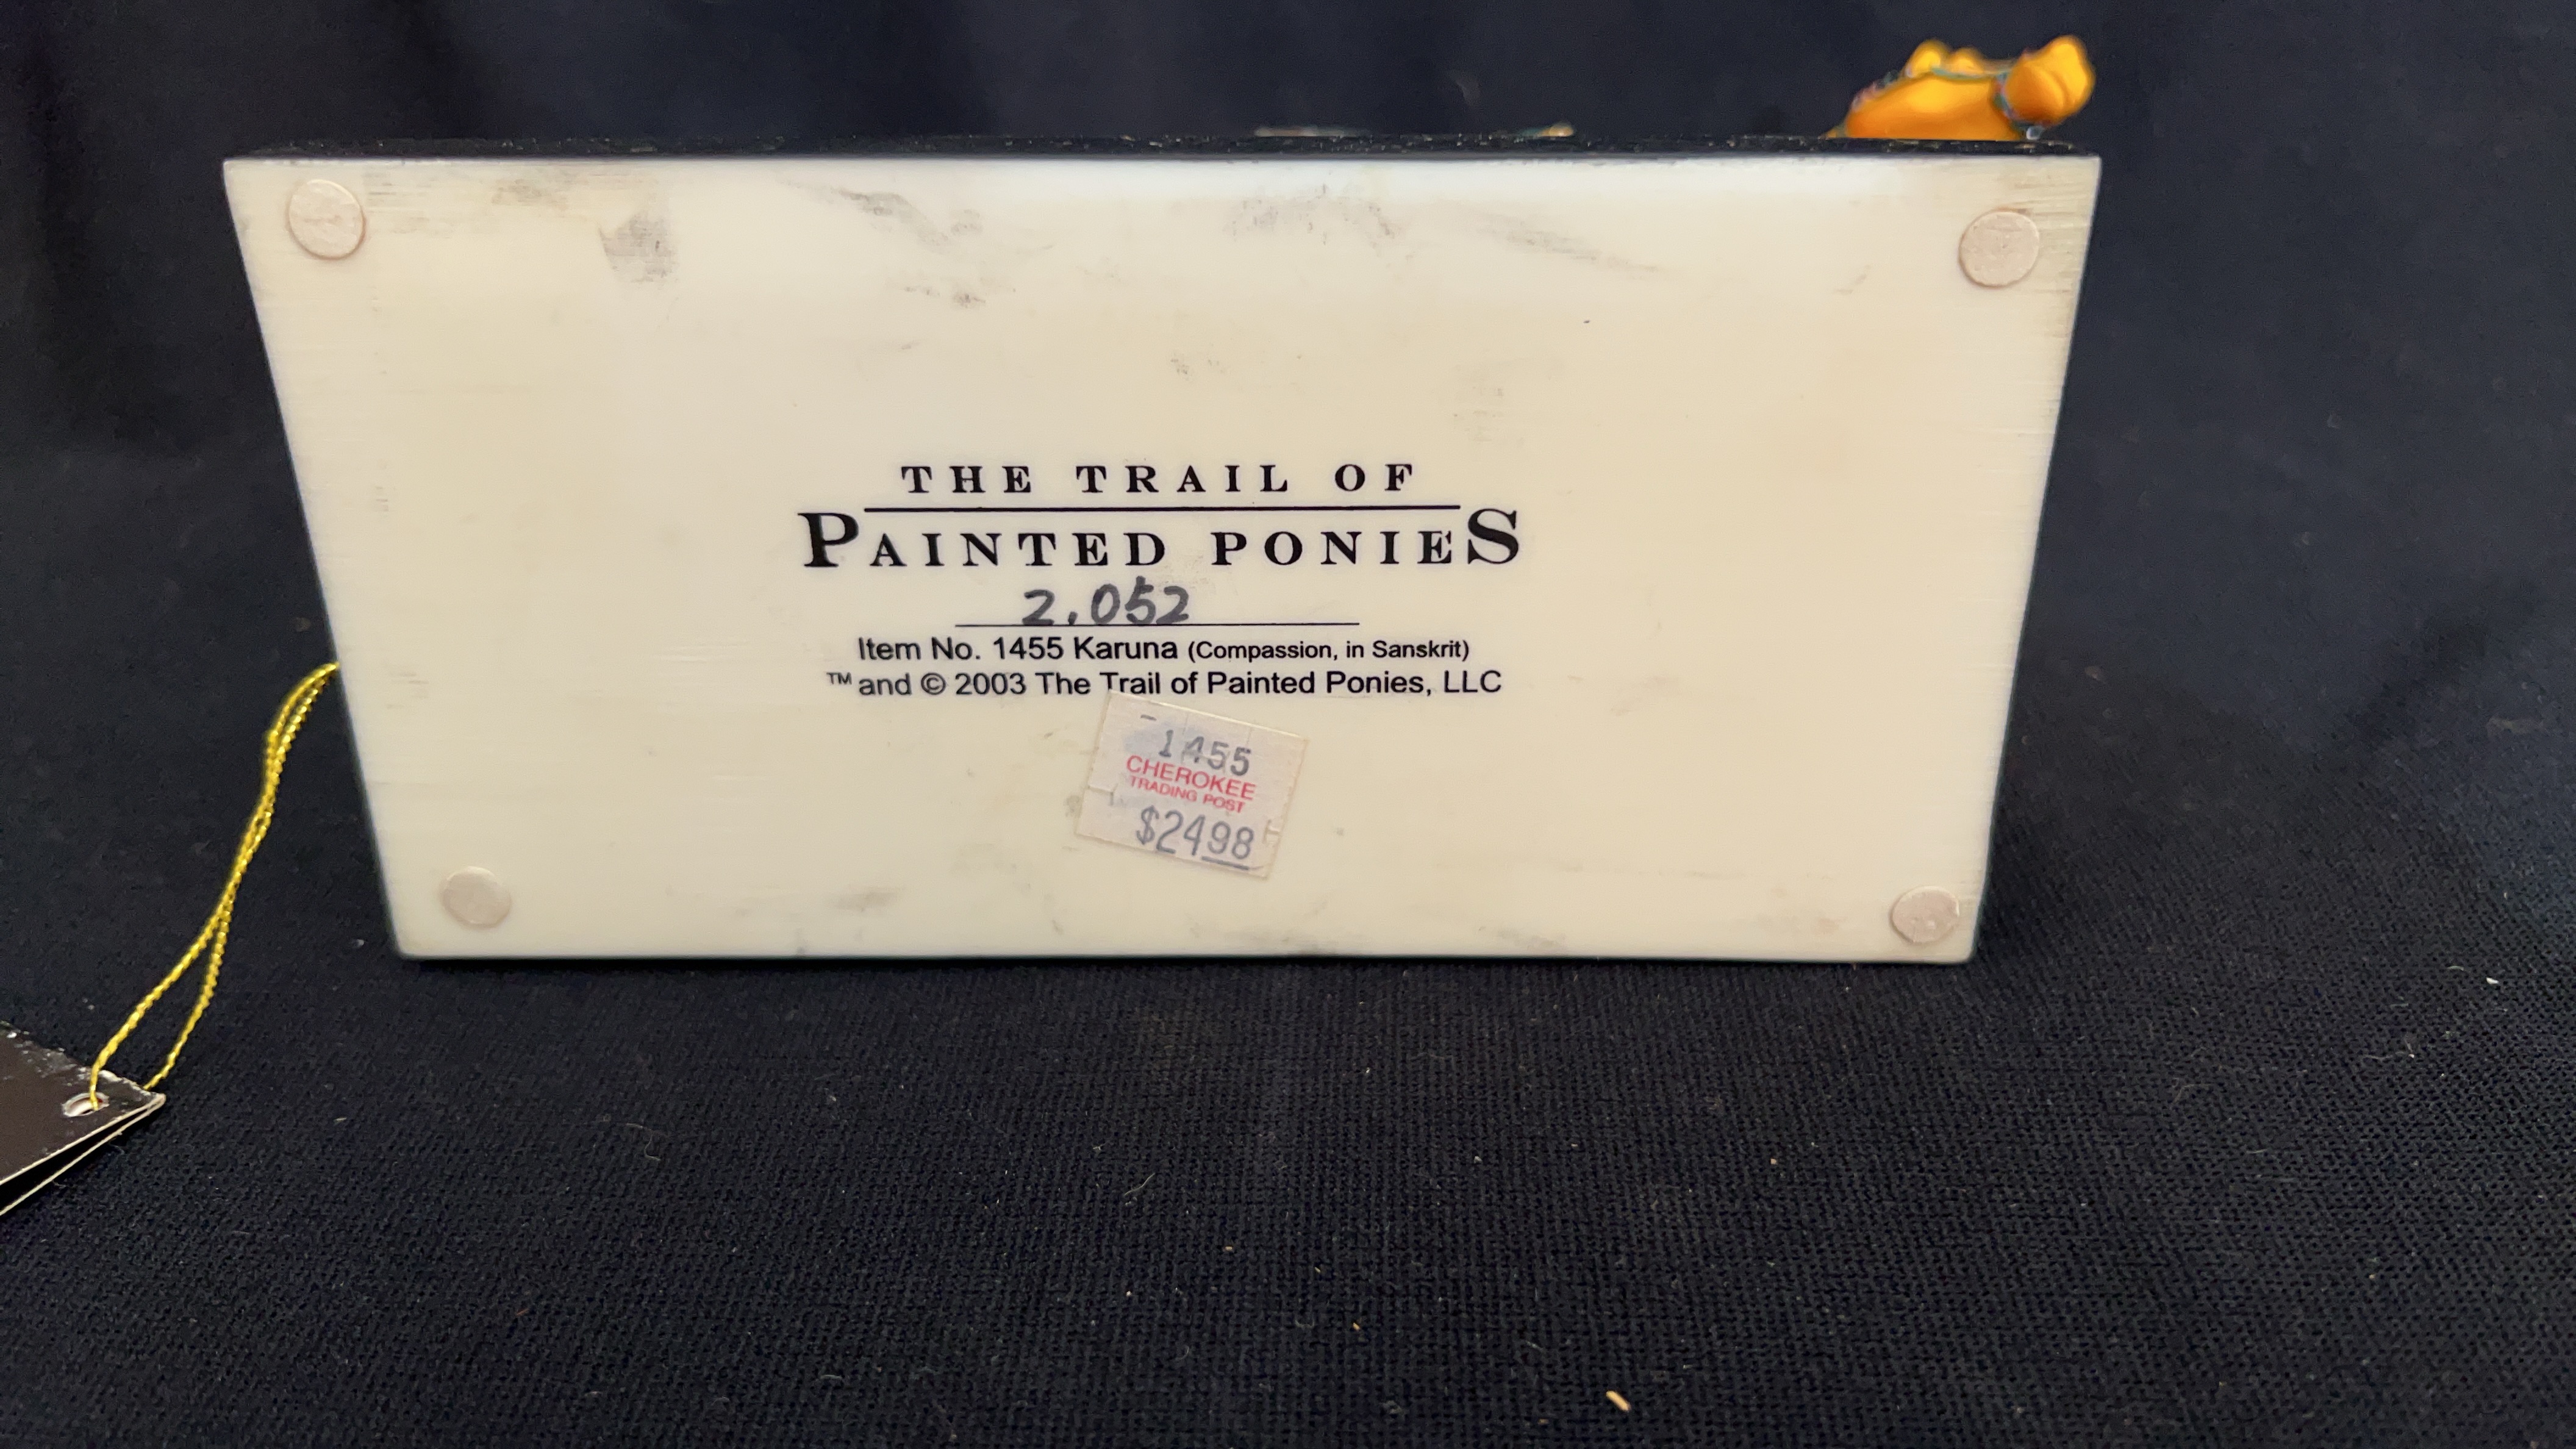 THE TRAIL OF
PAINTED PONIES
2,052
Item No. 1455 Karuna (Compassion, in Sanskrit)
™ and © 2003 The Trail of Painted Ponies, LLC
1455
CHEROKEE
TRADING POST
$2498